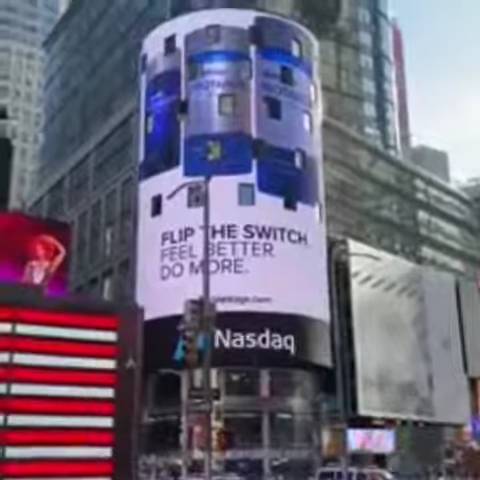 FLIP THE SWITCH.
FEEL BETTER
DO MORE.
Nasdaq